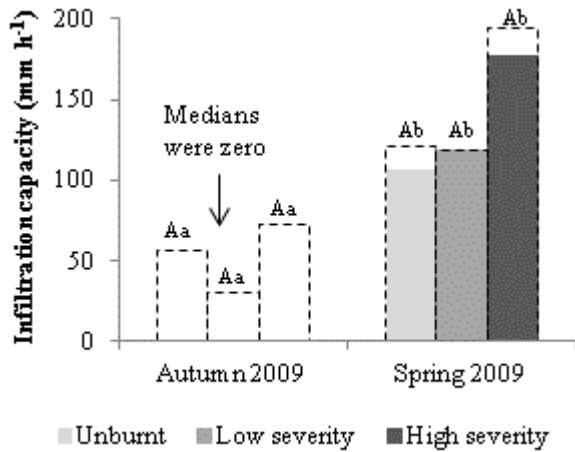 200
150
100
50
0
Infiltration capacity (mm h-1)
Medians
were zero
Aa
Aa
Aa
Ab
Ab
Ab
Autumn 2009
Spring 2009
Unburnt
Low severity
High severity